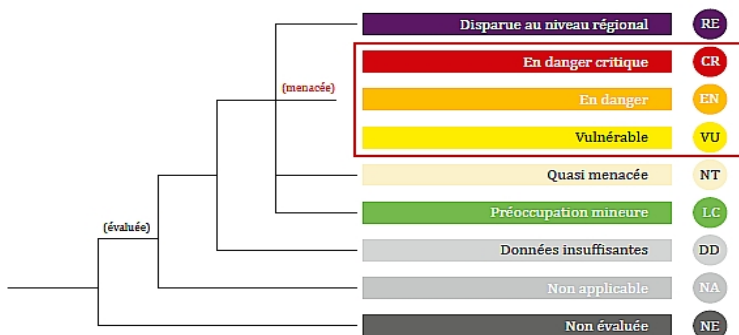 Disparue au niveau régional RE
En danger critique CR
(menacée)
En danger EN
Vulnérable VU
Quasi menacée NT
Préoccupation mineure LC
(évaluée)
Données insuffisantes DD
Non applicable NA
Non évaluée NE